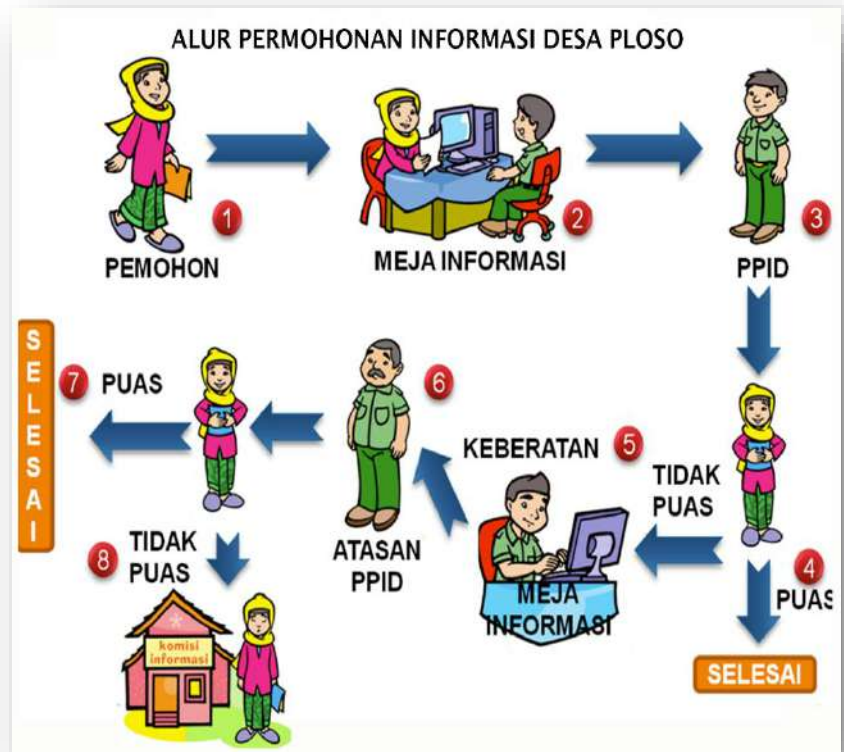 ALUR PERMOHONAN INFORMASI DESA PLOSO
1
PEMOHON
2
MEJA INFORMASI
3
PPID
4
PUAS
SELESAI
TIDAK
PUAS
5
KEBERATAN
MEJA
INFORMASI
6
ATASAN
PPID
7
PUAS
SELESAI
8
TIDAK
PUAS
komisi
informasi